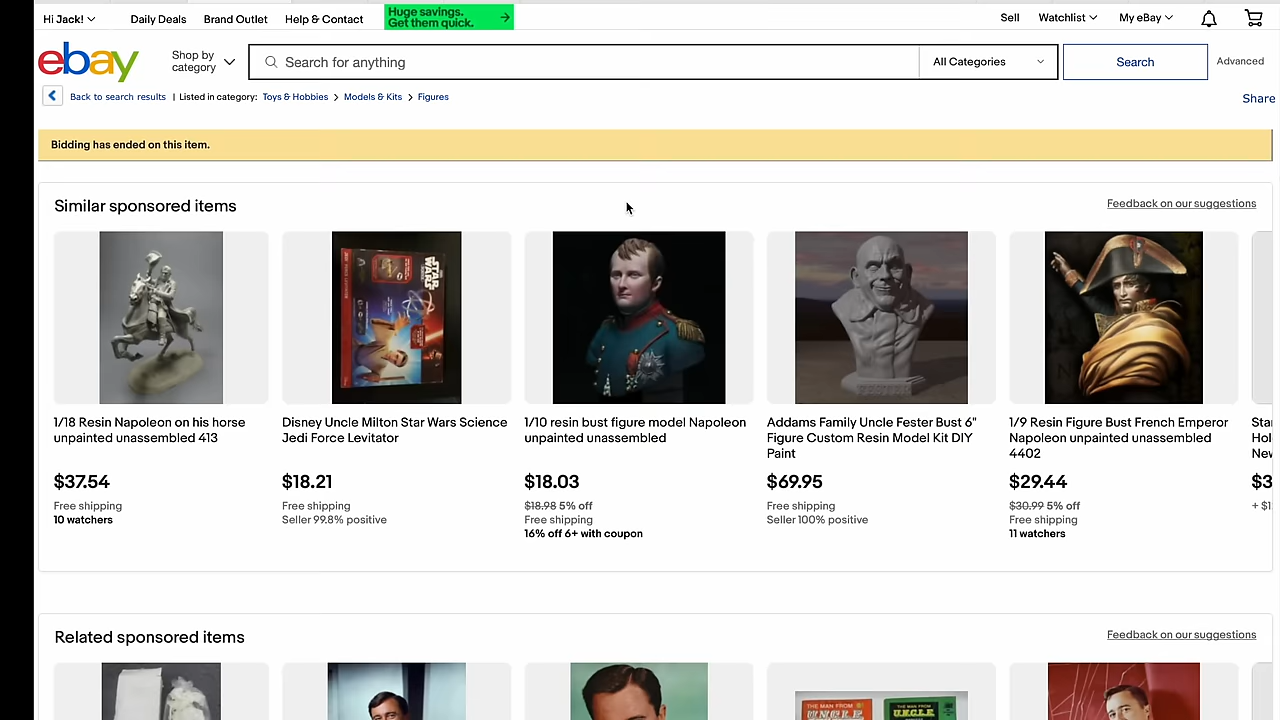 Hi Jack!
Daily Deals
Brand Outlet
Help & Contact
Huge savings.
Get them quick.
Sell
Watchlist
My eBay
ebay
Shop by
category
Search for anything
All Categories
Search
Advanced
Back to search results | Listed in category: Toys & Hobbies > Models & Kits > Figures
Share
Bidding has ended on this item.
Similar sponsored items
Feedback on our suggestions
STAR
WARS
1/18 Resin Napoleon on his horse
unpainted unassembled 413
$37.54
Free shipping
10 watchers
Disney Uncle Milton Star Wars Science
Jedi Force Levitator
$18.21
Free shipping
Seller 99.8% positive
1/10 resin bust figure model Napoleon
unpainted unassembled
$18.03
$18.98 5% off
Free shipping
16% off 6+ with coupon
Addams Family Uncle Fester Bust 6"
Figure Custom Resin Model Kit DIY
Paint
$69.95
Free shipping
Seller 100% positive
1/9 Resin Figure Bust French Emperor
Napoleon unpainted unassembled
4402
$29.44
$30.99 5% off
Free shipping
11 watchers
Related sponsored items
Feedback on our suggestions
THE MAN FROM
U.N.C.L.E.
THE MAN FROM
U.N.C.L.E.